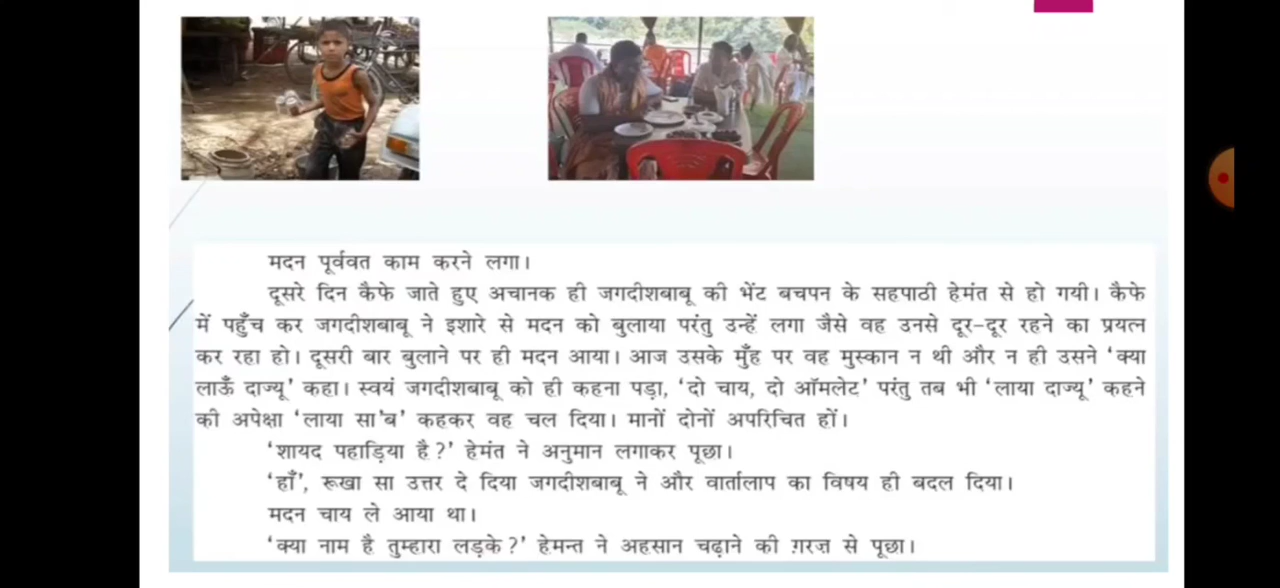 मदन पूर्ववत काम करने लगा।
दूसरे दिन कैफे जाते हुए अचानक ही जगदीशबाबू की भेंट बचपन के सहपाठी हेमंत से हो गयी। कैफे
में पहुँच कर जगदीशबाबू ने इशारे से मदन को बुलाया परंतु उन्हें लगा जैसे वह उनसे दूर-दूर रहने का प्रयत्न
कर रहा हो। दूसरी बार बुलाने पर ही मदन आया। आज उसके मुँह पर वह मुस्कान न थी और न ही उसने ‘क्या
लाऊँ दाज्यू’ कहा। स्वयं जगदीशबाबू को ही कहना पड़ा, ‘दो चाय, दो ऑमलेट’ परंतु तब भी ‘लाया दाज्यू’ कहने
की अपेक्षा ‘लाया सा’ब’ कहकर वह चल दिया। मानों दोनों अपरिचित हों।
‘शायद पहाड़िया है?’ हेमंत ने अनुमान लगाकर पूछा।
‘हाँ’, रूखा सा उत्तर दे दिया जगदीशबाबू ने और वार्तालाप का विषय ही बदल दिया।
मदन चाय ले आया था।
‘क्या नाम है तुम्हारा लड़के?’ हेमन्त ने अहसान चढ़ाने की ग़रज़ से पूछा।